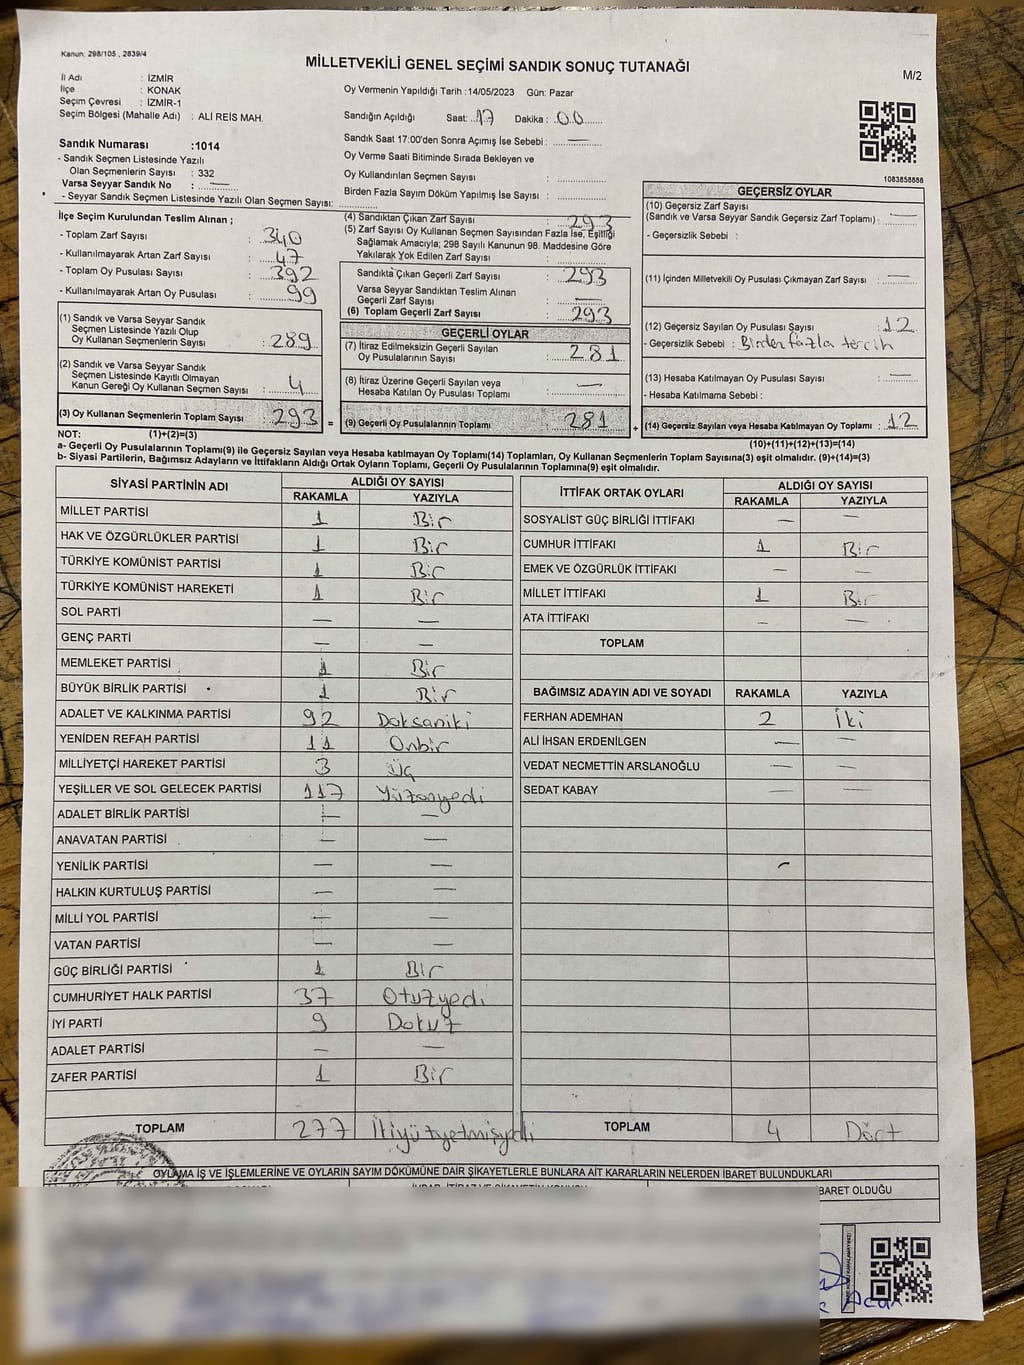 Kanun: 298/105 , 2839/4
MİLLETVEKİLİ GENEL SEÇİMİ SANDIK SONUÇ TUTANAĞI
M/2
İl Adı : İZMİR
İlçe : KONAK
Seçim Çevresi : İZMİR-1
Seçim Bölgesi (Mahalle Adı) : ALİ REİS MAH.
Oy Vermenin Yapıldığı Tarih :14/05/2023 Gün: Pazar
Sandığın Açıldığı Saat: 17 Dakika : 00
Sandık Saat 17:00'den Sonra Açımış İse Sebebi : —
Oy Verme Saati Bitiminde Sırada Bekleyen ve
Oy Kullandırılan Seçmen Sayısı :
Birden Fazla Sayım Döküm Yapılmış İse Sayısı :
Sandık Numarası :1014
- Sandık Seçmen Listesinde Yazılı
Olan Seçmenlerin Sayısı : 332
Varsa Seyyar Sandık No : —
- Seyyar Sandık Seçmen Listesinde Yazılı Olan Seçmen Sayısı:
1083858888
İlçe Seçim Kurulundan Teslim Alınan ;
- Toplam Zarf Sayısı : 340
- Kullanılmayarak Artan Zarf Sayısı : 47
- Toplam Oy Pusulası Sayısı : 392
- Kullanılmayarak Artan Oy Pusulası : 99
(1) Sandık ve Varsa Seyyar Sandık
Seçmen Listesinde Yazılı Olup
Oy Kullanan Seçmenlerin Sayısı : 289
(2) Sandık ve Varsa Seyyar Sandık
Seçmen Listesinde Kayıtlı Olmayan
Kanun Gereği Oy Kullanan Seçmen Sayısı : 4
(3) Oy Kullanan Seçmenlerin Toplam Sayısı 293 =
(4) Sandıktan Çıkan Zarf Sayısı : 293
(5) Zarf Sayısı Oy Kullanan Seçmen Sayısından Fazla İse, Eşitliği
Sağlamak Amacıyla; 298 Sayılı Kanunun 98. Maddesine Göre
Yakılarak Yok Edilen Zarf Sayısı :
Sandıkta Çıkan Geçerli Zarf Sayısı : 293
Varsa Seyyar Sandıktan Teslim Alınan
Geçerli Zarf Sayısı : —
(6) Toplam Geçerli Zarf Sayısı : 293
GEÇERLİ OYLAR
(7) İtiraz Edilmeksizin Geçerli Sayılan
Oy Pusulalarının Sayısı : 281
(8) İtiraz Üzerine Geçerli Sayılan veya
Hesaba Katılan Oy Pusulası Toplamı : —
(9) Geçerli Oy Pusulalarının Toplamı : 281 +
GEÇERSİZ OYLAR
(10) Geçersiz Zarf Sayısı
(Sandık ve Varsa Seyyar Sandık Geçersiz Zarf Toplamı) : —
- Geçersizlik Sebebi :
(11) İçinden Milletvekili Oy Pusulası Çıkmayan Zarf Sayısı : —
(12) Geçersiz Sayılan Oy Pusulası Sayısı : 12
- Geçersizlik Sebebi : Birden fazla tercih
(13) Hesaba Katılmayan Oy Pusulası Sayısı : —
- Hesaba Katılmama Sebebi :
(14) Geçersiz Sayılan veya Hesaba Katılmayan Oy Toplamı : 12
NOT: (1)+(2)=(3)
(10)+(11)+(12)+(13)=(14)
a- Geçerli Oy Pusulalarının Toplamı(9) ile Geçersiz Sayılan veya Hesaba Katılmayan Oy Toplamı(14) Toplamları, Oy Kullanan Seçmenlerin Toplam Sayısına(3) eşit olmalıdır. (9)+(14)=(3)
b- Siyasi Partilerin, Bağımsız Adayların ve İttifakların Aldığı Ortak Oyların Toplamı, Geçerli Oy Pusulalarının Toplamına(9) eşit olmalıdır.
SİYASİ PARTİNİN ADI ALDIĞI OY SAYISI
RAKAMLA YAZIYLA
MİLLET PARTİSİ 1 Bir
HAK VE ÖZGÜRLÜKLER PARTİSİ 1 Bir
TÜRKİYE KOMÜNİST PARTİSİ 1 Bir
TÜRKİYE KOMÜNİST HAREKETİ 1 Bir
SOL PARTİ — —
GENÇ PARTİ — —
MEMLEKET PARTİSİ 1 Bir
BÜYÜK BİRLİK PARTİSİ 1 Bir
ADALET VE KALKINMA PARTİSİ 92 Doksaniki
YENİDEN REFAH PARTİSİ 11 Onbir
MİLLİYETÇİ HAREKET PARTİSİ 3 Üç
YEŞİLLER VE SOL GELECEK PARTİSİ 117 Yüzonyedi
ADALET BİRLİK PARTİSİ — —
ANAVATAN PARTİSİ — —
YENİLİK PARTİSİ — —
HALKIN KURTULUŞ PARTİSİ — —
MİLLİ YOL PARTİSİ — —
VATAN PARTİSİ — —
GÜÇ BİRLİĞİ PARTİSİ 1 Bir
CUMHURİYET HALK PARTİSİ 37 Otuzyedi
İYİ PARTİ 9 Dokuz
ADALET PARTİSİ — —
ZAFER PARTİSİ 1 Bir
TOPLAM 277 İkiyüzyetmişyedi
İTTİFAK ORTAK OYLARI ALDIĞI OY SAYISI
RAKAMLA YAZIYLA
SOSYALİST GÜÇ BİRLİĞİ İTTİFAKI — —
CUMHUR İTTİFAKI 1 Bir
EMEK VE ÖZGÜRLÜK İTTİFAKI — —
MİLLET İTTİFAKI 1 Bir
ATA İTTİFAKI — —
TOPLAM
BAĞIMSIZ ADAYIN ADI VE SOYADI RAKAMLA YAZIYLA
FERHAN ADEMHAN 2 İki
ALİ İHSAN ERDENİLGEN — —
VEDAT NECMETTİN ARSLANOĞLU — —
SEDAT KABAY — —
TOPLAM 4 Dört
OYLAMA İŞ VE İŞLEMLERİNE VE OYLARIN SAYIM DÖKÜMÜNE DAİR ŞİKAYETLERLE BUNLARA AİT KARARLARIN NELERDEN İBARET BULUNDUKLARI
BARET OLDUĞU